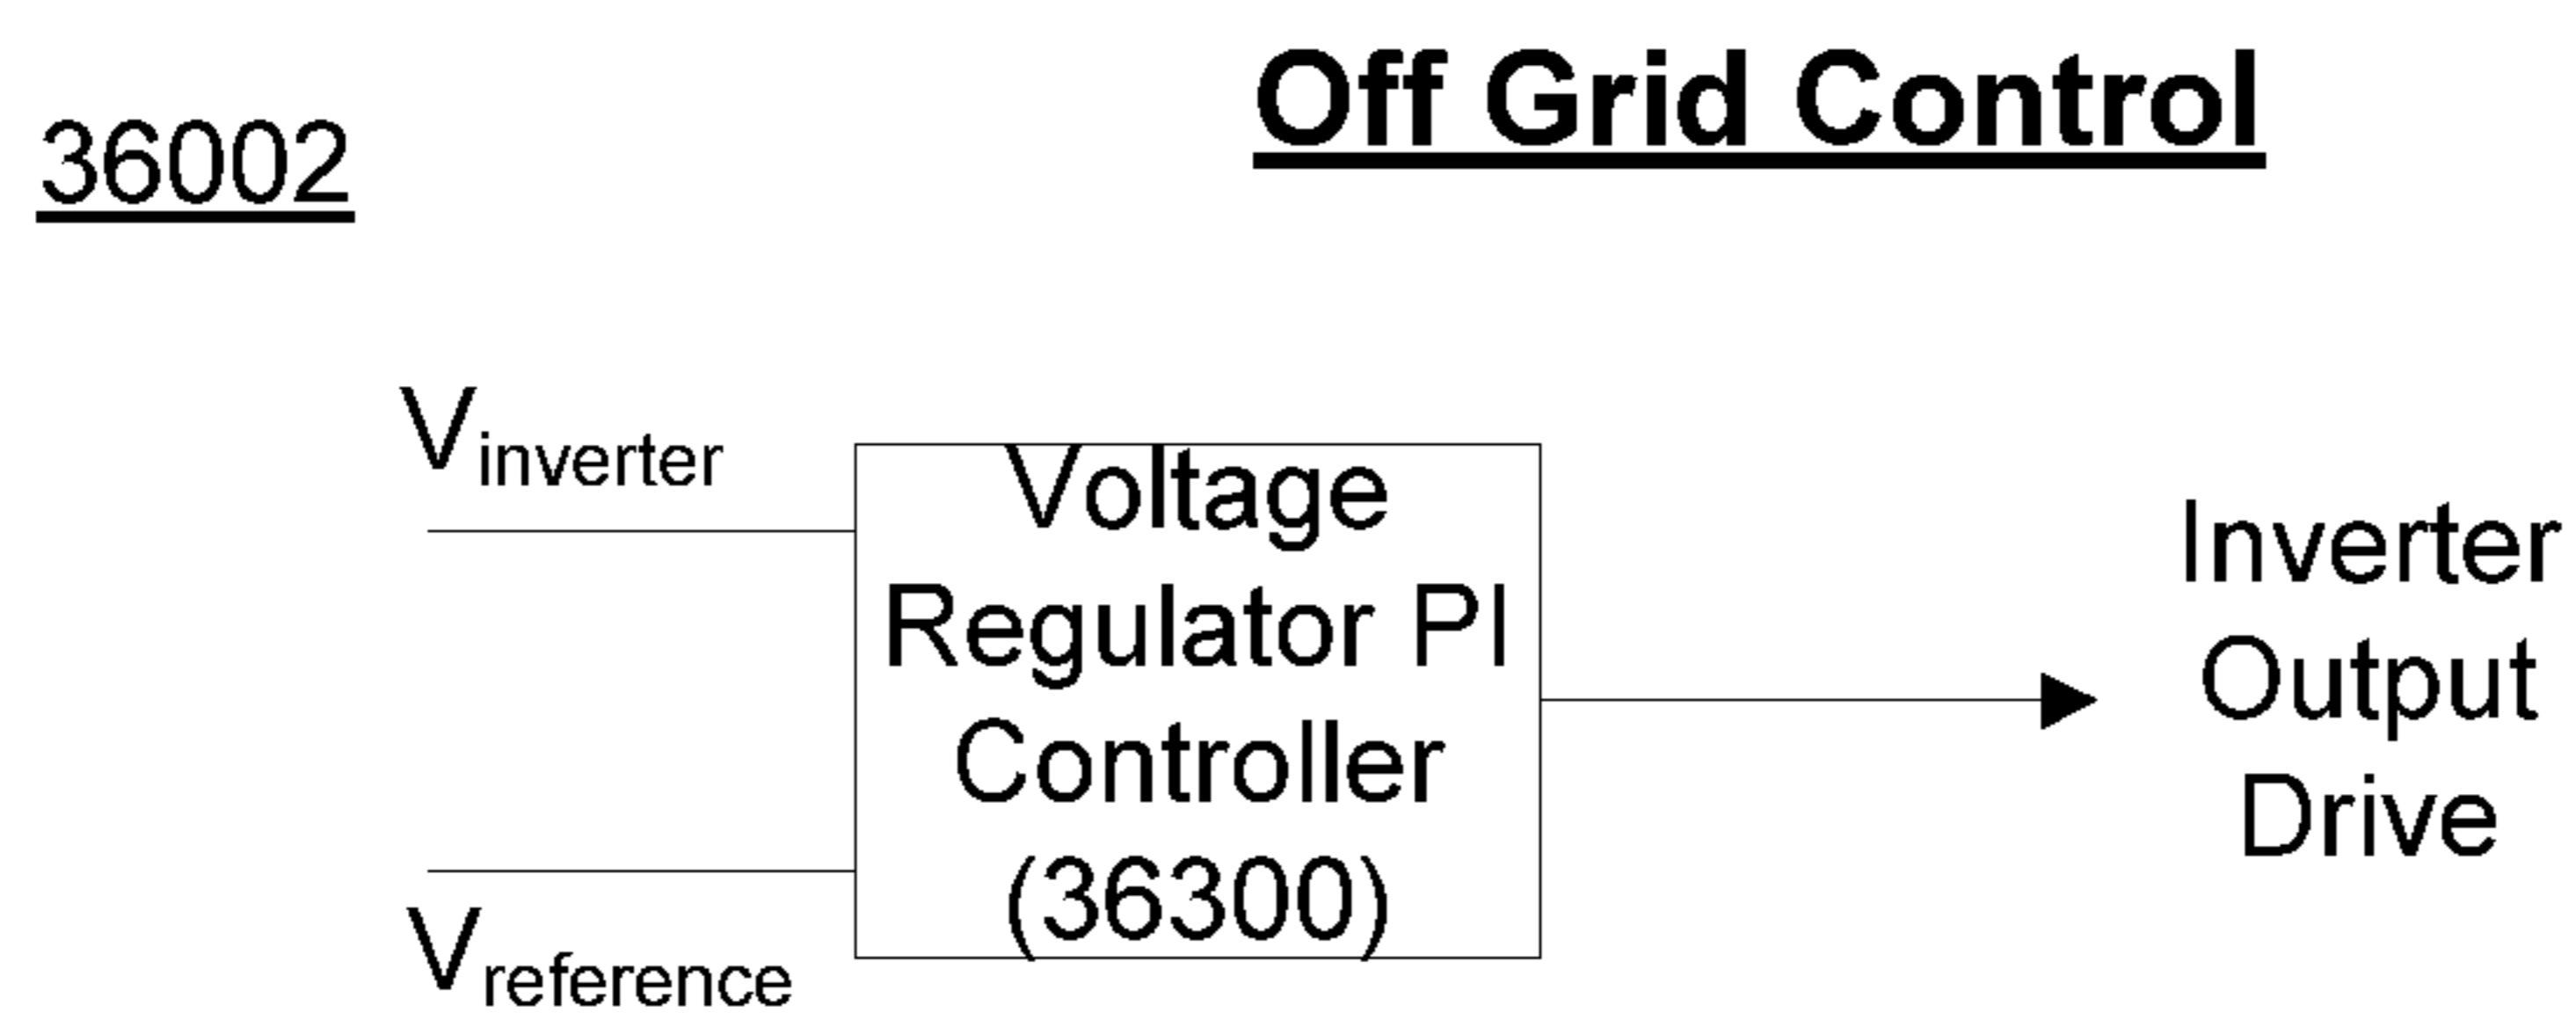 Off Grid Control
36002
Vinverter
Voltage
Regulator PI
Controller
(36300)
Vreference
Inverter
Output
Drive